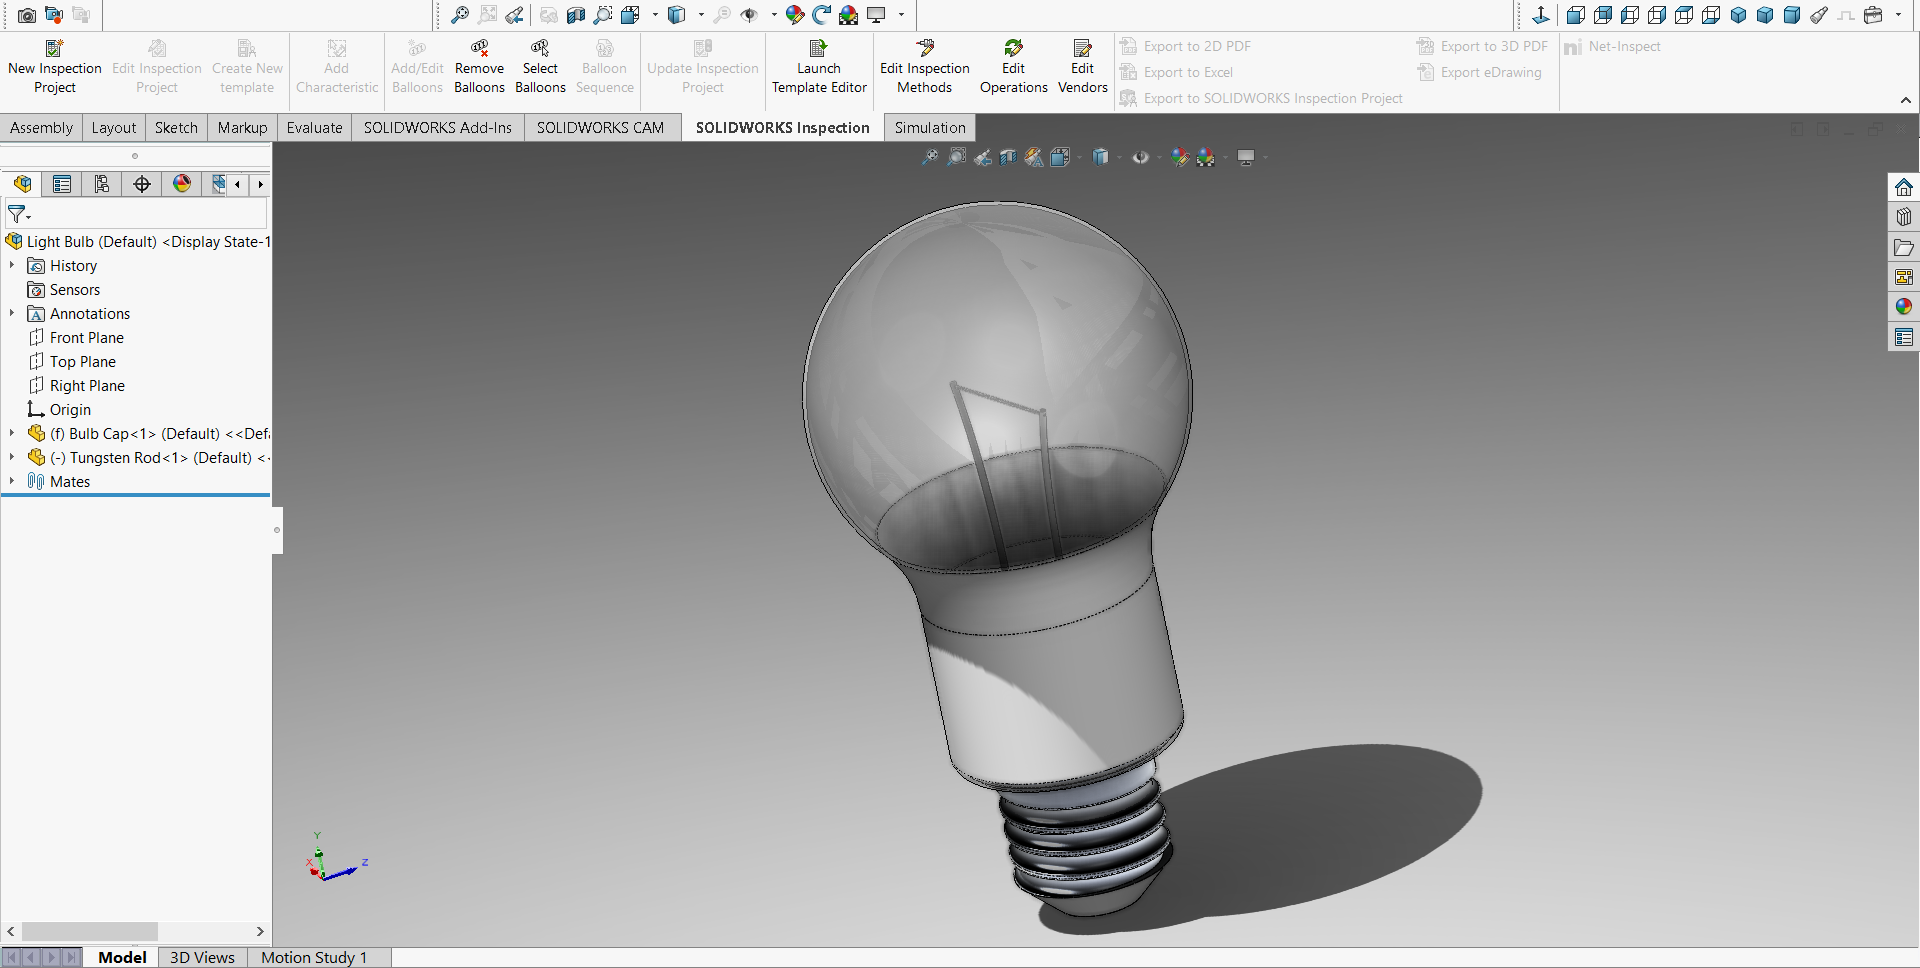 New Inspection
Project
Edit Inspection
Project
Create New
template
Add
Characteristic
Add/Edit
Balloons
Remove
Balloons
Select
Balloons
Balloon
Sequence
Update Inspection
Project
Launch
Template Editor
Edit Inspection
Methods
Edit
Operations
Edit
Vendors
Export to 2D PDF
Export to Excel
Export to SOLIDWORKS Inspection Project
Export to 3D PDF
Export eDrawing
Net-Inspect
Assembly
Layout
Sketch
Markup
Evaluate
SOLIDWORKS Add-Ins
SOLIDWORKS CAM
SOLIDWORKS Inspection
Simulation
Light Bulb (Default) <Display State-1
History
Sensors
Annotations
Front Plane
Top Plane
Right Plane
Origin
(f) Bulb Cap<1> (Default) <<Def
(-) Tungsten Rod<1> (Default) <
Mates
Y
X
Z
Model
3D Views
Motion Study 1